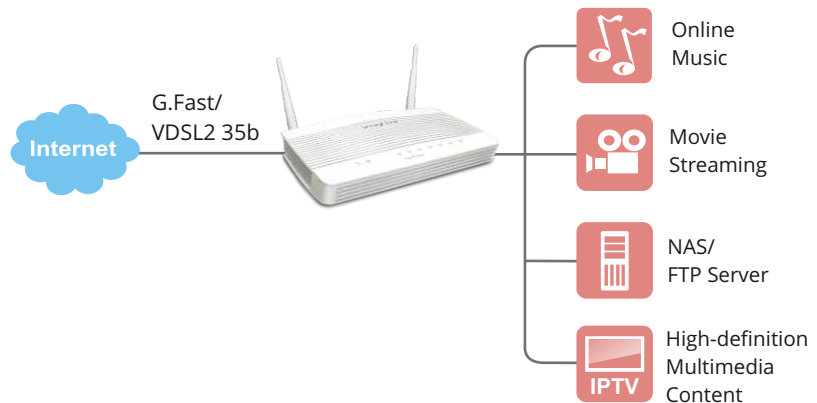 Internet
G.Fast/
VDSL2 35b
Online
Music
Movie
Streaming
NAS/
FTP Server
IPTV
High-definition
Multimedia
Content